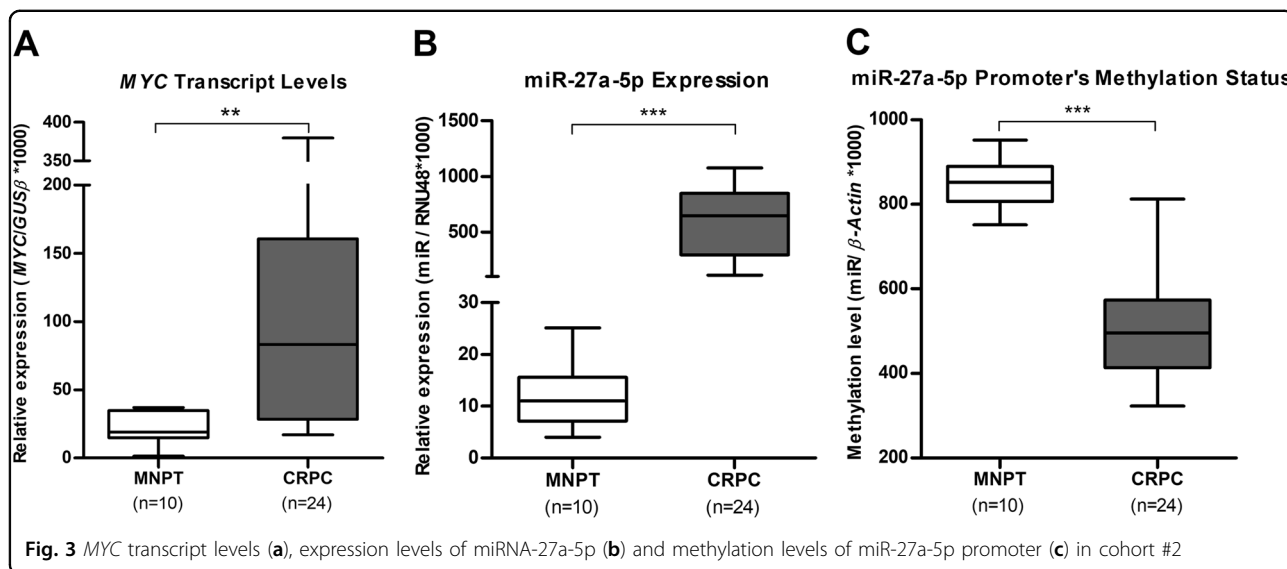 A
MYC Transcript Levels
**
Relative expression (MYC/GUSβ *1000)
400
350
200
150
100
50
0
MNPT
(n=10)
CRPC
(n=24)
B
miR-27a-5p Expression
***
Relative expression (miR / RNU48*1000)
1500
1000
500
30
20
10
0
MNPT
(n=10)
CRPC
(n=24)
C
miR-27a-5p Promoter's Methylation Status
***
Methylation level (miR/ β-Actin *1000)
1000
800
600
400
200
MNPT
(n=10)
CRPC
(n=24)
Fig. 3 MYC transcript levels (a), expression levels of miRNA-27a-5p (b) and methylation levels of miR-27a-5p promoter (c) in cohort #2